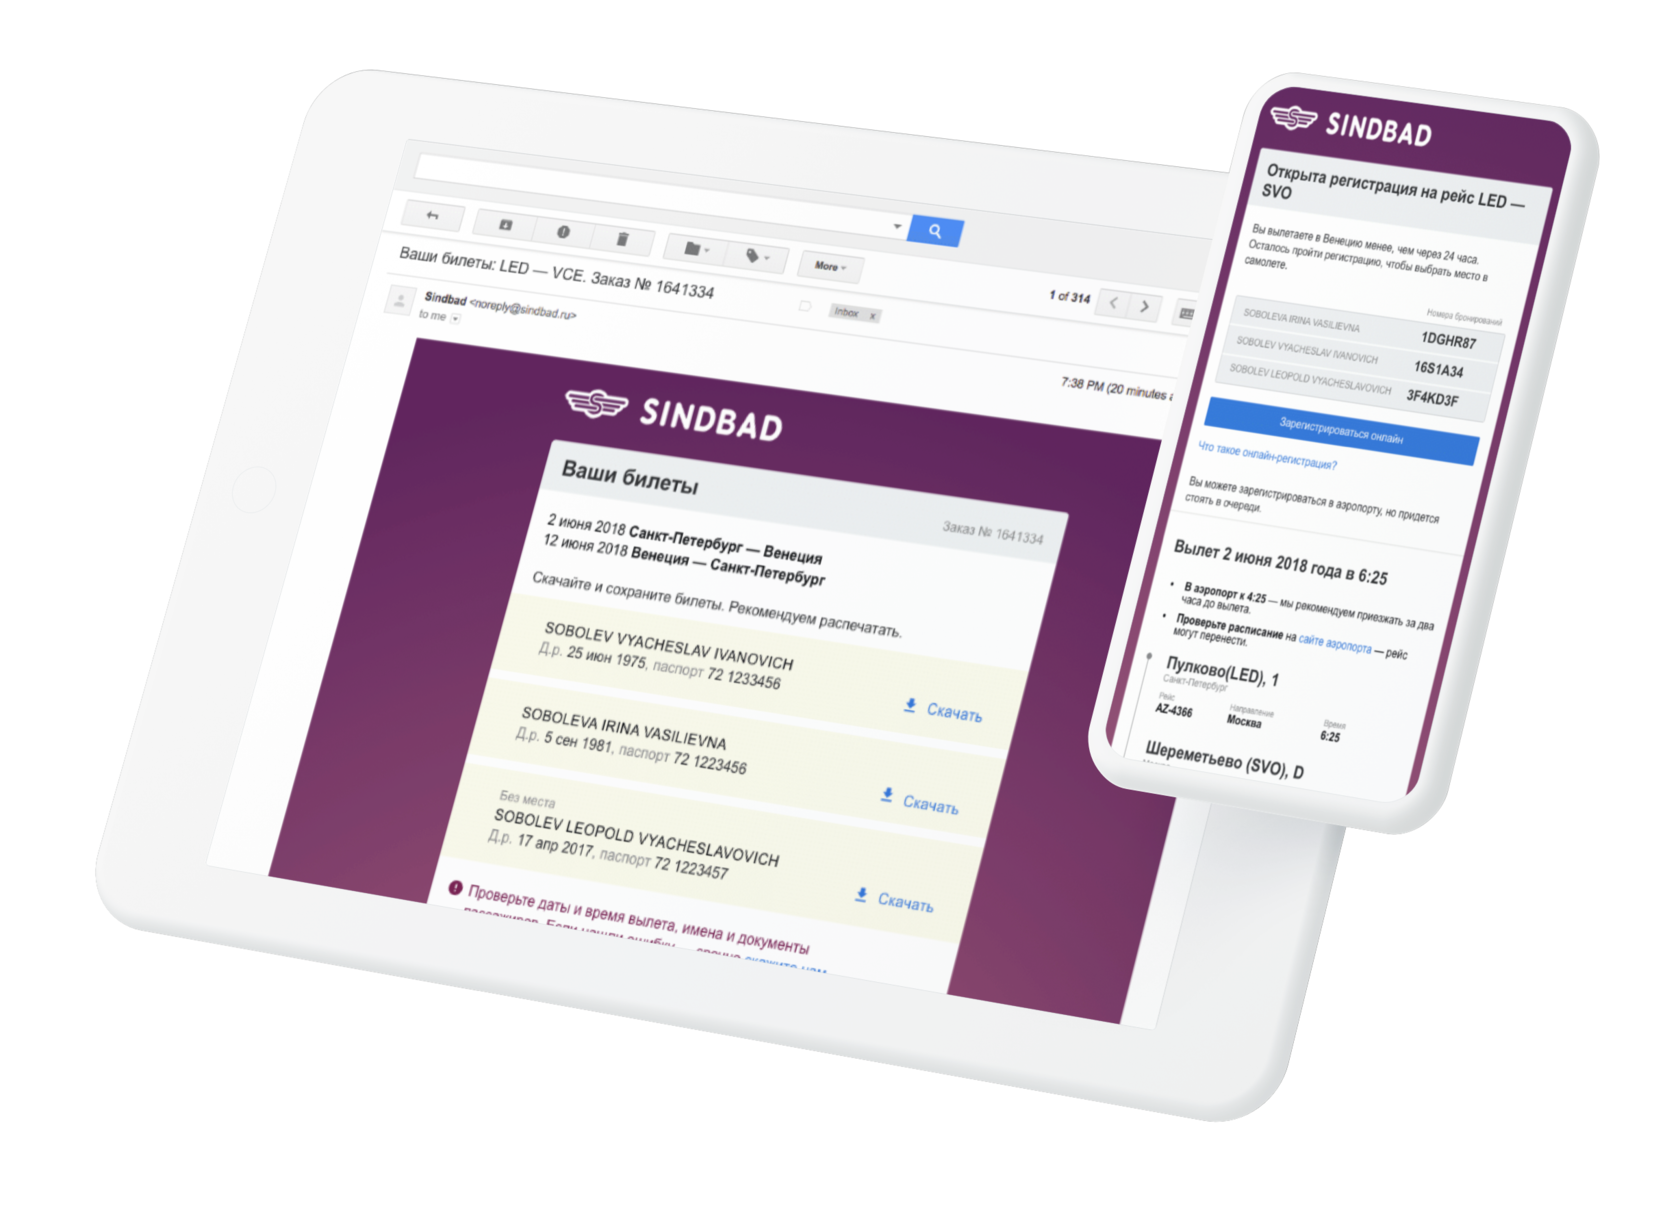 More
1 of 314
Ваши билеты: LED — VCE. Заказ № 1641334
Inbox x
Sindbad <noreply@sindbad.ru>
to me
7:38 PM (20 minutes
SINDBAD
Ваши билеты
Заказ № 1641334
2 июня 2018 Санкт-Петербург — Венеция
12 июня 2018 Венеция — Санкт-Петербург
Скачайте и сохраните билеты. Рекомендуем распечатать.
SOBOLEV VYACHESLAV IVANOVICH
Д.р. 25 июн 1975, паспорт 72 1233456
Скачать
SOBOLEVA IRINA VASILIEVNA
Д.р. 5 сен 1981, паспорт 72 1223456
Скачать
Без места
SOBOLEV LEOPOLD VYACHESLAVOVICH
Д.р. 17 апр 2017, паспорт 72 1223457
Скачать
Проверьте даты и время вылета, имена и документы
пассажиров. Если нашли ошибку — срочно скажите нам
SINDBAD
Открыта регистрация на рейс LED —
SVO
Вы вылетаете в Венецию менее, чем через 24 часа.
Осталось пройти регистрацию, чтобы выбрать место в
самолете.
Номера бронирований
SOBOLEVA IRINA VASILIEVNA 1DGHR87
SOBOLEV VYACHESLAV IVANOVICH 16S1A34
SOBOLEV LEOPOLD VYACHESLAVOVICH 3F4KD3F
Зарегистрироваться онлайн
Что такое онлайн-регистрация?
Вы можете зарегистрироваться в аэропорту, но придется
стоять в очереди.
Вылет 2 июня 2018 года в 6:25
• В аэропорт к 4:25 — мы рекомендуем приезжать за два
часа до вылета.
• Проверьте расписание на сайте аэропорта — рейс
могут перенести.
Пулково(LED), 1
Санкт-Петербург
Рейс Направление Время
AZ-4366 Москва 6:25
Шереметьево (SVO), D